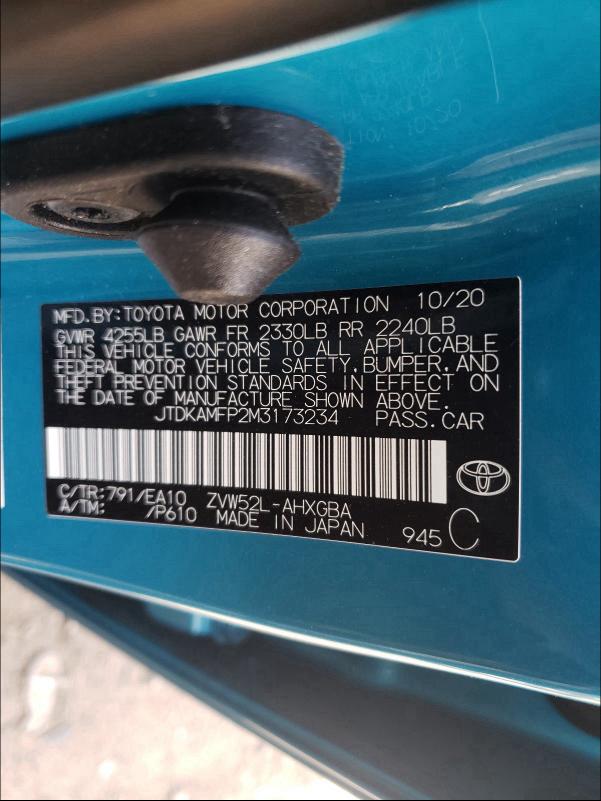 MFD.BY:TOYOTA MOTOR CORPORATION 10/20
GVWR 4255LB GAWR FR 2330LB RR 2240LB
THIS VEHICLE CONFORMS TO ALL APPLICABLE
FEDERAL MOTOR VEHICLE SAFETY,BUMPER,AND
THEFT PREVENTION STANDARDS IN EFFECT ON
THE DATE OF MANUFACTURE SHOWN ABOVE.
JTDKAMFP2M3173234 PASS.CAR
C/TR:791/EA10 ZVW52L-AHXGBA
A/TM: /P610 MADE IN JAPAN 945 C